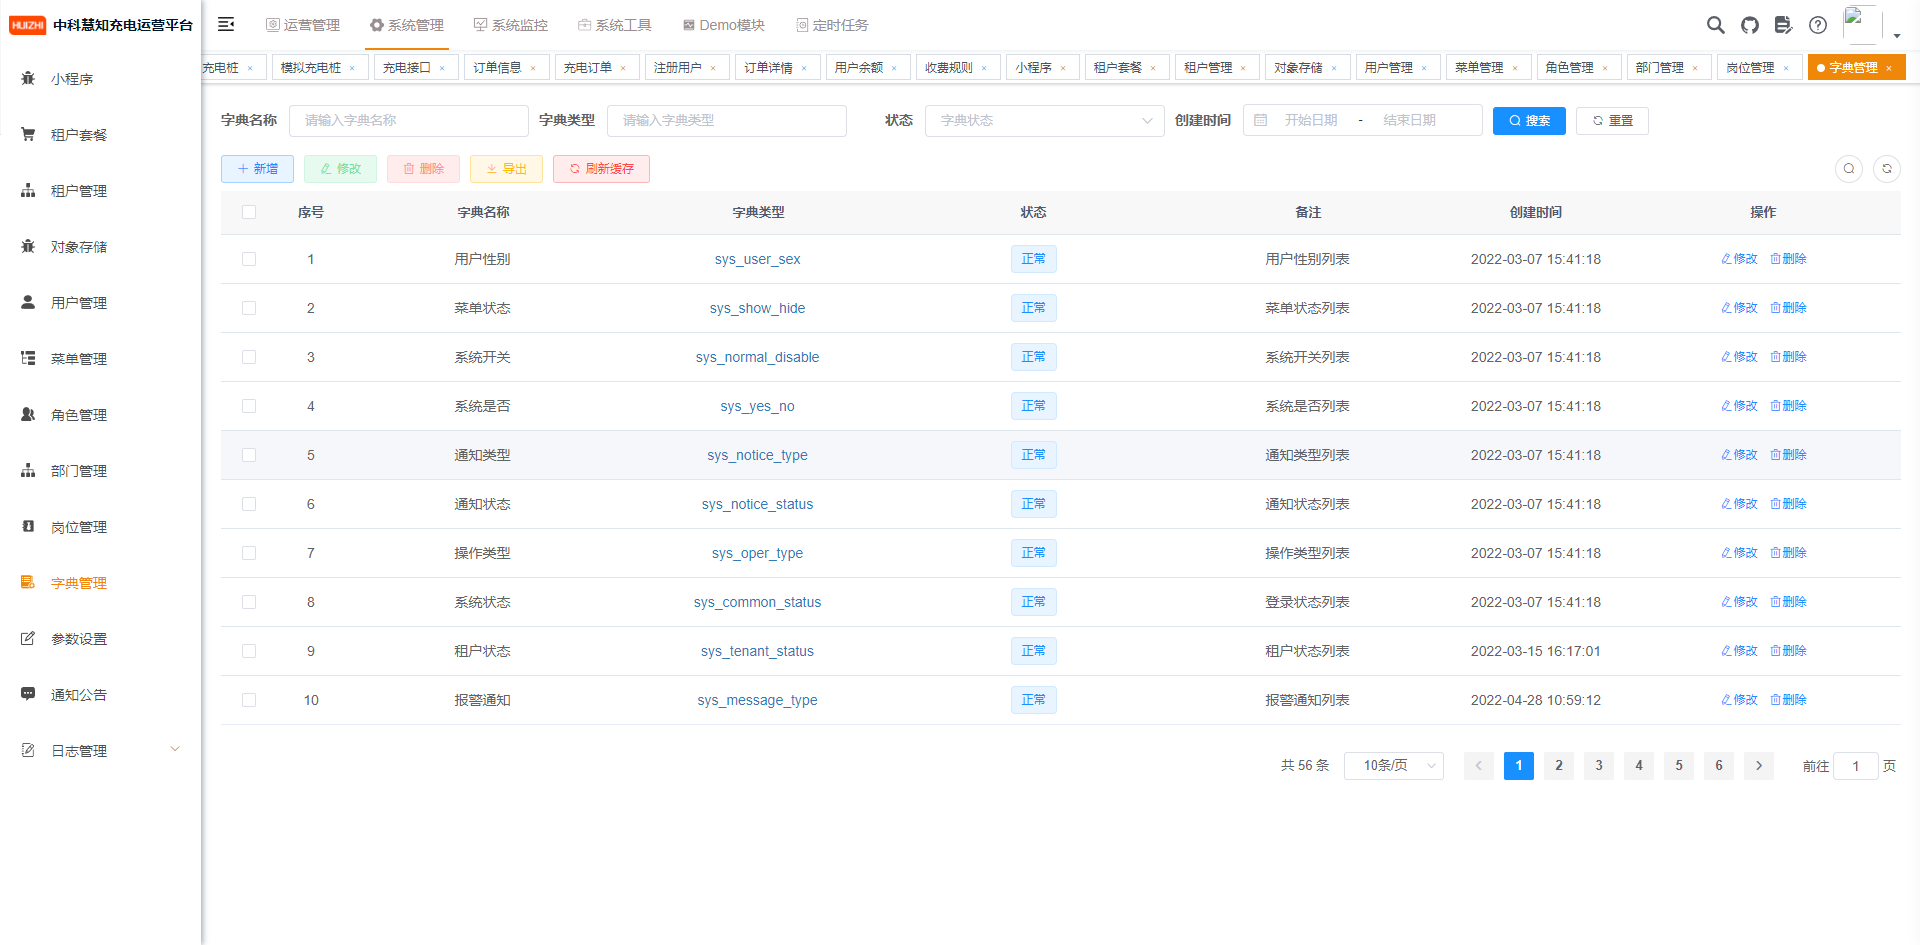 HUIZHI 中科慧知充电运营平台
运营管理 系统管理 系统监控 系统工具 Demo模块 定时任务
充电桩 × 模拟充电桩 × 充电接口 × 订单信息 × 充电订单 × 注册用户 × 订单详情 × 用户余额 × 收费规则 × 小程序 × 租户套餐 × 租户管理 × 对象存储 × 用户管理 × 菜单管理 × 角色管理 × 部门管理 × 岗位管理 × 字典管理 ×
小程序
租户套餐
租户管理
对象存储
用户管理
菜单管理
角色管理
部门管理
岗位管理
字典管理
参数设置
通知公告
日志管理
字典名称 请输入字典名称 字典类型 请输入字典类型 状态 字典状态 创建时间 开始日期 - 结束日期 搜索 重置
新增 修改 删除 导出 刷新缓存
序号 字典名称 字典类型 状态 备注 创建时间 操作
1 用户性别 sys_user_sex 正常 用户性别列表 2022-03-07 15:41:18 修改 删除
2 菜单状态 sys_show_hide 正常 菜单状态列表 2022-03-07 15:41:18 修改 删除
3 系统开关 sys_normal_disable 正常 系统开关列表 2022-03-07 15:41:18 修改 删除
4 系统是否 sys_yes_no 正常 系统是否列表 2022-03-07 15:41:18 修改 删除
5 通知类型 sys_notice_type 正常 通知类型列表 2022-03-07 15:41:18 修改 删除
6 通知状态 sys_notice_status 正常 通知状态列表 2022-03-07 15:41:18 修改 删除
7 操作类型 sys_oper_type 正常 操作类型列表 2022-03-07 15:41:18 修改 删除
8 系统状态 sys_common_status 正常 登录状态列表 2022-03-07 15:41:18 修改 删除
9 租户状态 sys_tenant_status 正常 租户状态列表 2022-03-15 16:17:01 修改 删除
10 报警通知 sys_message_type 正常 报警通知列表 2022-04-28 10:59:12 修改 删除
共 56 条 10条/页 1 2 3 4 5 6 前往 1 页